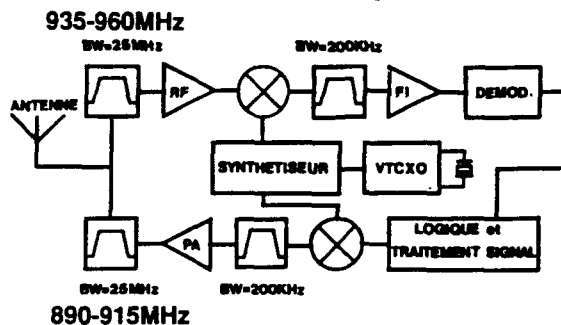 935-960MHz
BW=25MHz
BW=200KHz
ANTENNE
RF
FI
DEMOD.
SYNTHETISEUR
VTCXO
PA
LOGIQUE et
TRAITEMENT SIGNAL
BW=25MHz
BW=200KHz
890-915MHz